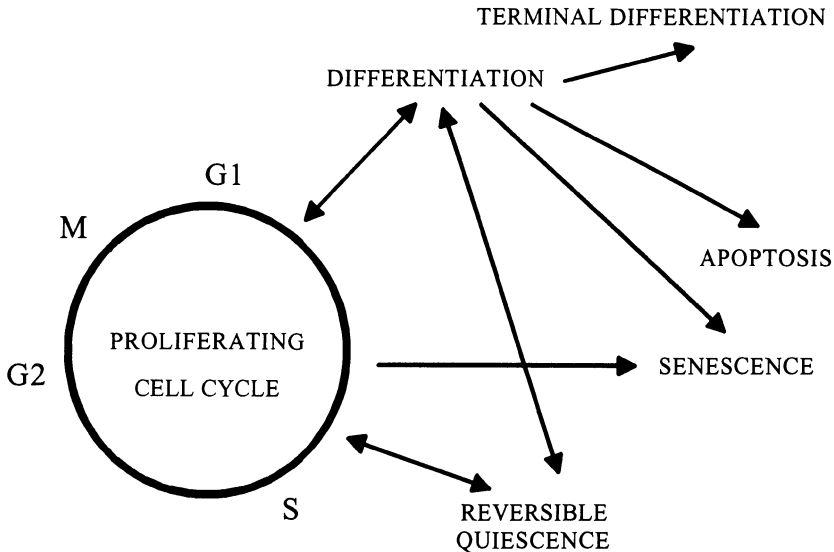 TERMINAL DIFFERENTIATION
DIFFERENTIATION
G1
M
APOPTOSIS
PROLIFERATING
CELL CYCLE
G2
SENESCENCE
S
REVERSIBLE
QUIESCENCE